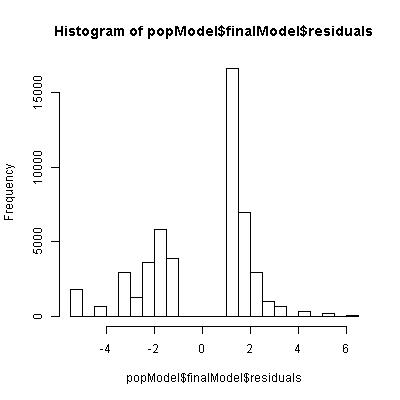 Histogram of popModel$finalModel$residuals
Frequency
15000
10000
5000
0
-4 -2 0 2 4 6
popModel$finalModel$residuals